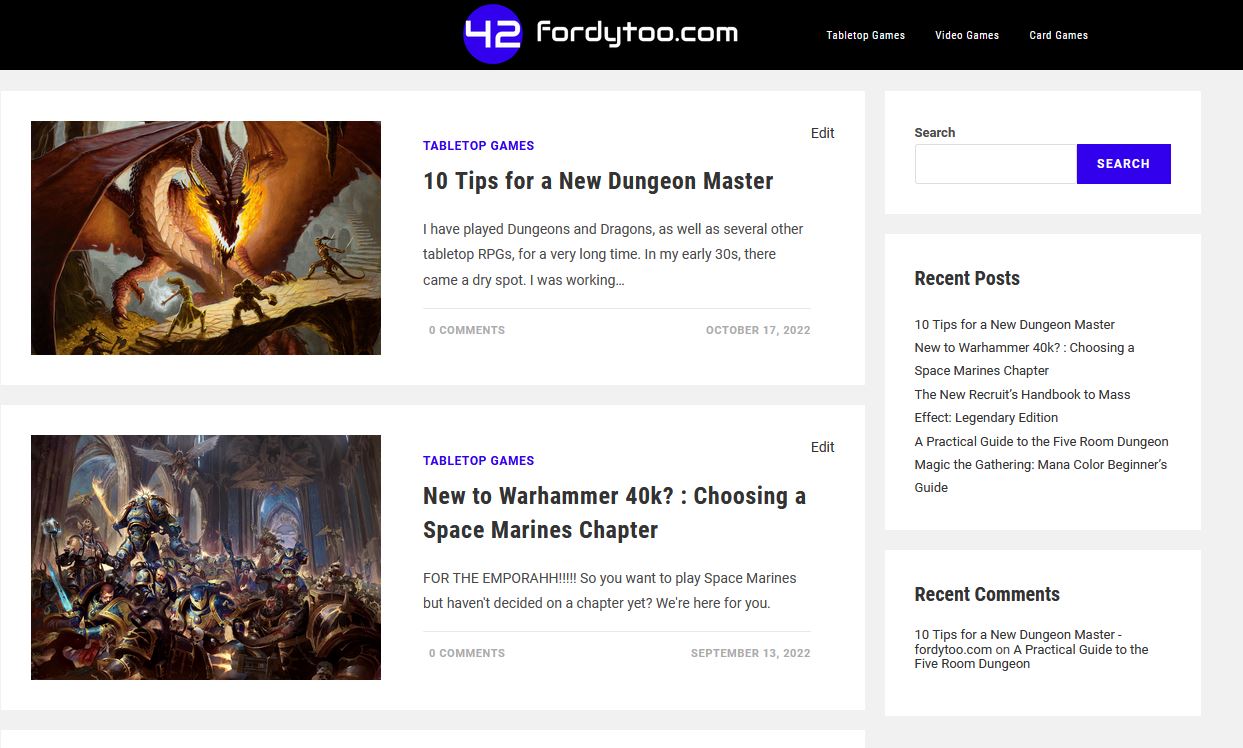 42 fordytoo.com
Tabletop Games Video Games Card Games
TABLETOP GAMES
Edit
10 Tips for a New Dungeon Master
I have played Dungeons and Dragons, as well as several other
tabletop RPGs, for a very long time. In my early 30s, there
came a dry spot. I was working…
0 COMMENTS
OCTOBER 17, 2022
TABLETOP GAMES
Edit
New to Warhammer 40k? : Choosing a
Space Marines Chapter
FOR THE EMPORAHH!!!!! So you want to play Space Marines
but haven't decided on a chapter yet? We're here for you.
0 COMMENTS
SEPTEMBER 13, 2022
Search
SEARCH
Recent Posts
10 Tips for a New Dungeon Master
New to Warhammer 40k? : Choosing a
Space Marines Chapter
The New Recruit’s Handbook to Mass
Effect: Legendary Edition
A Practical Guide to the Five Room Dungeon
Magic the Gathering: Mana Color Beginner’s
Guide
Recent Comments
10 Tips for a New Dungeon Master -
fordytoo.com on A Practical Guide to the
Five Room Dungeon